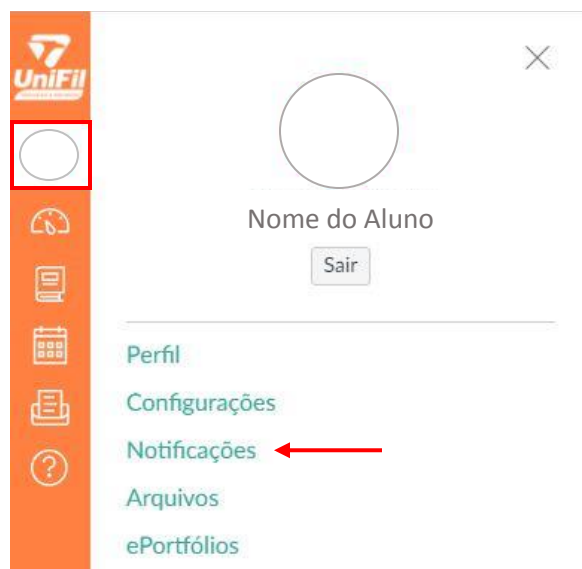 UniFil
Nome do Aluno
Sair
Perfil
Configurações
Notificações
Arquivos
ePortfólios